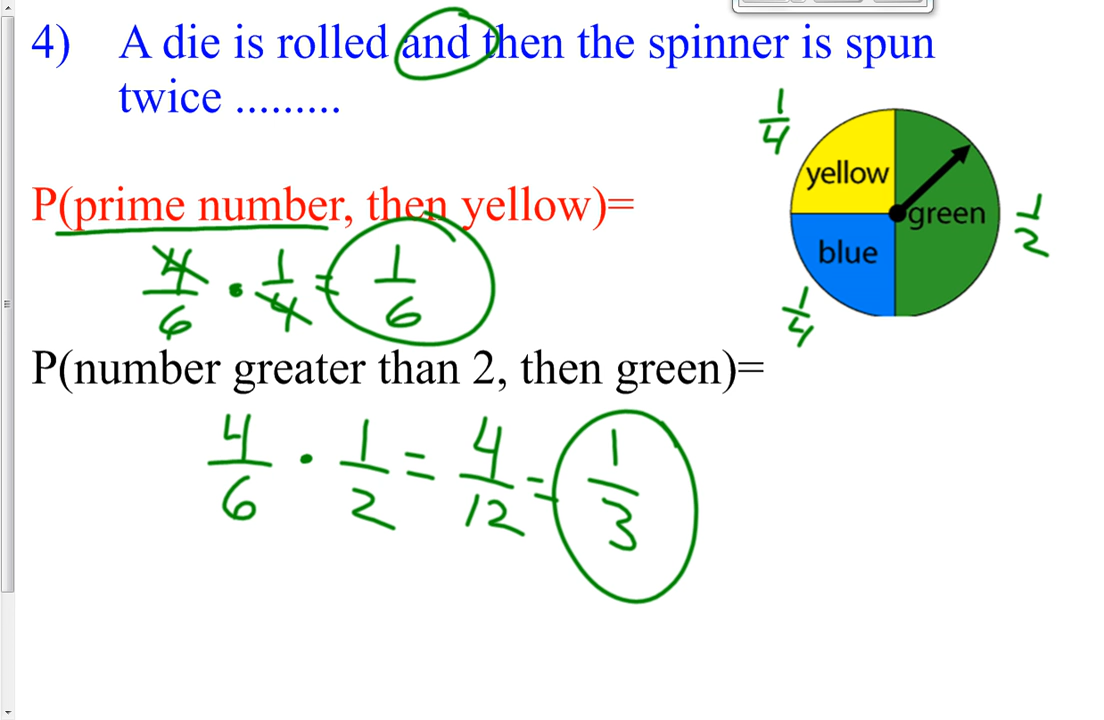 4) A die is rolled and then the spinner is spun
twice .........
1/4
yellow
green
blue
1/2
1/4
P(prime number, then yellow)=
4/6 · 1/4 = 1/6
P(number greater than 2, then green)=
4/6 · 1/2 = 4/12 = 1/3